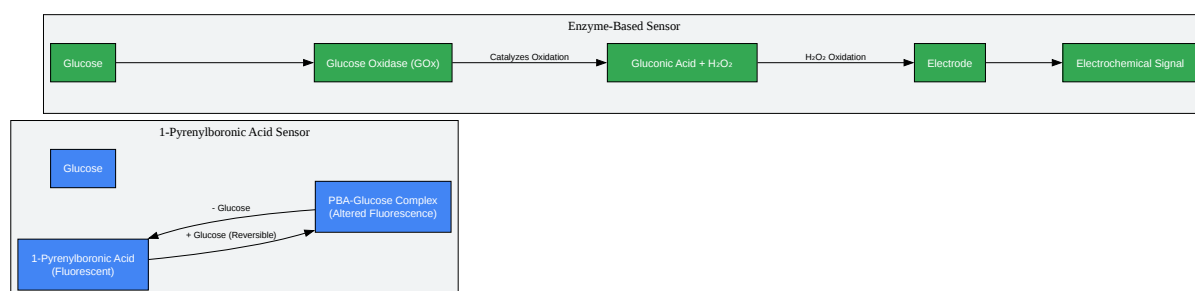 Enzyme-Based Sensor
Glucose
Glucose Oxidase (GOx)
Catalyzes Oxidation
Gluconic Acid + H₂O₂
H₂O₂ Oxidation
Electrode
Electrochemical Signal
1-Pyrenylboronic Acid Sensor
Glucose
PBA-Glucose Complex
(Altered Fluorescence)
- Glucose
+ Glucose (Reversible)
1-Pyrenylboronic Acid
(Fluorescent)